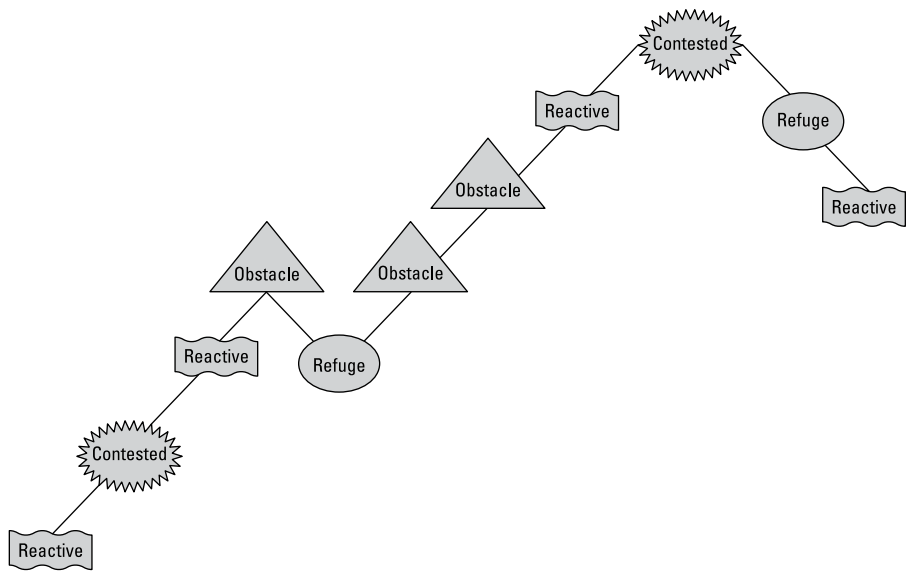 Contested
Reactive
Refuge
Obstacle
Reactive
Obstacle
Obstacle
Reactive
Refuge
Contested
Reactive